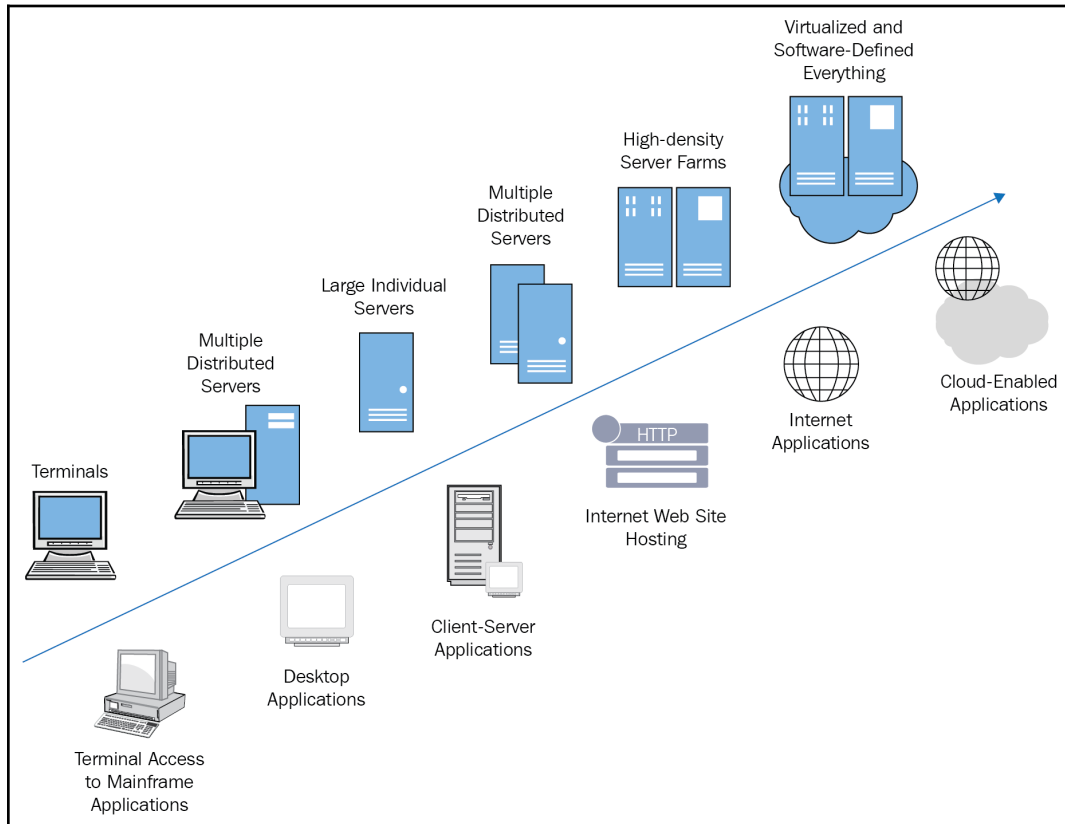 Virtualized and
Software-Defined
Everything
High-density
Server Farms
Multiple
Distributed
Servers
Large Individual
Servers
Multiple
Distributed
Servers
Terminals
Cloud-Enabled
Applications
Internet
Applications
HTTP
Internet Web Site
Hosting
Client-Server
Applications
Desktop
Applications
Terminal Access
to Mainframe
Applications